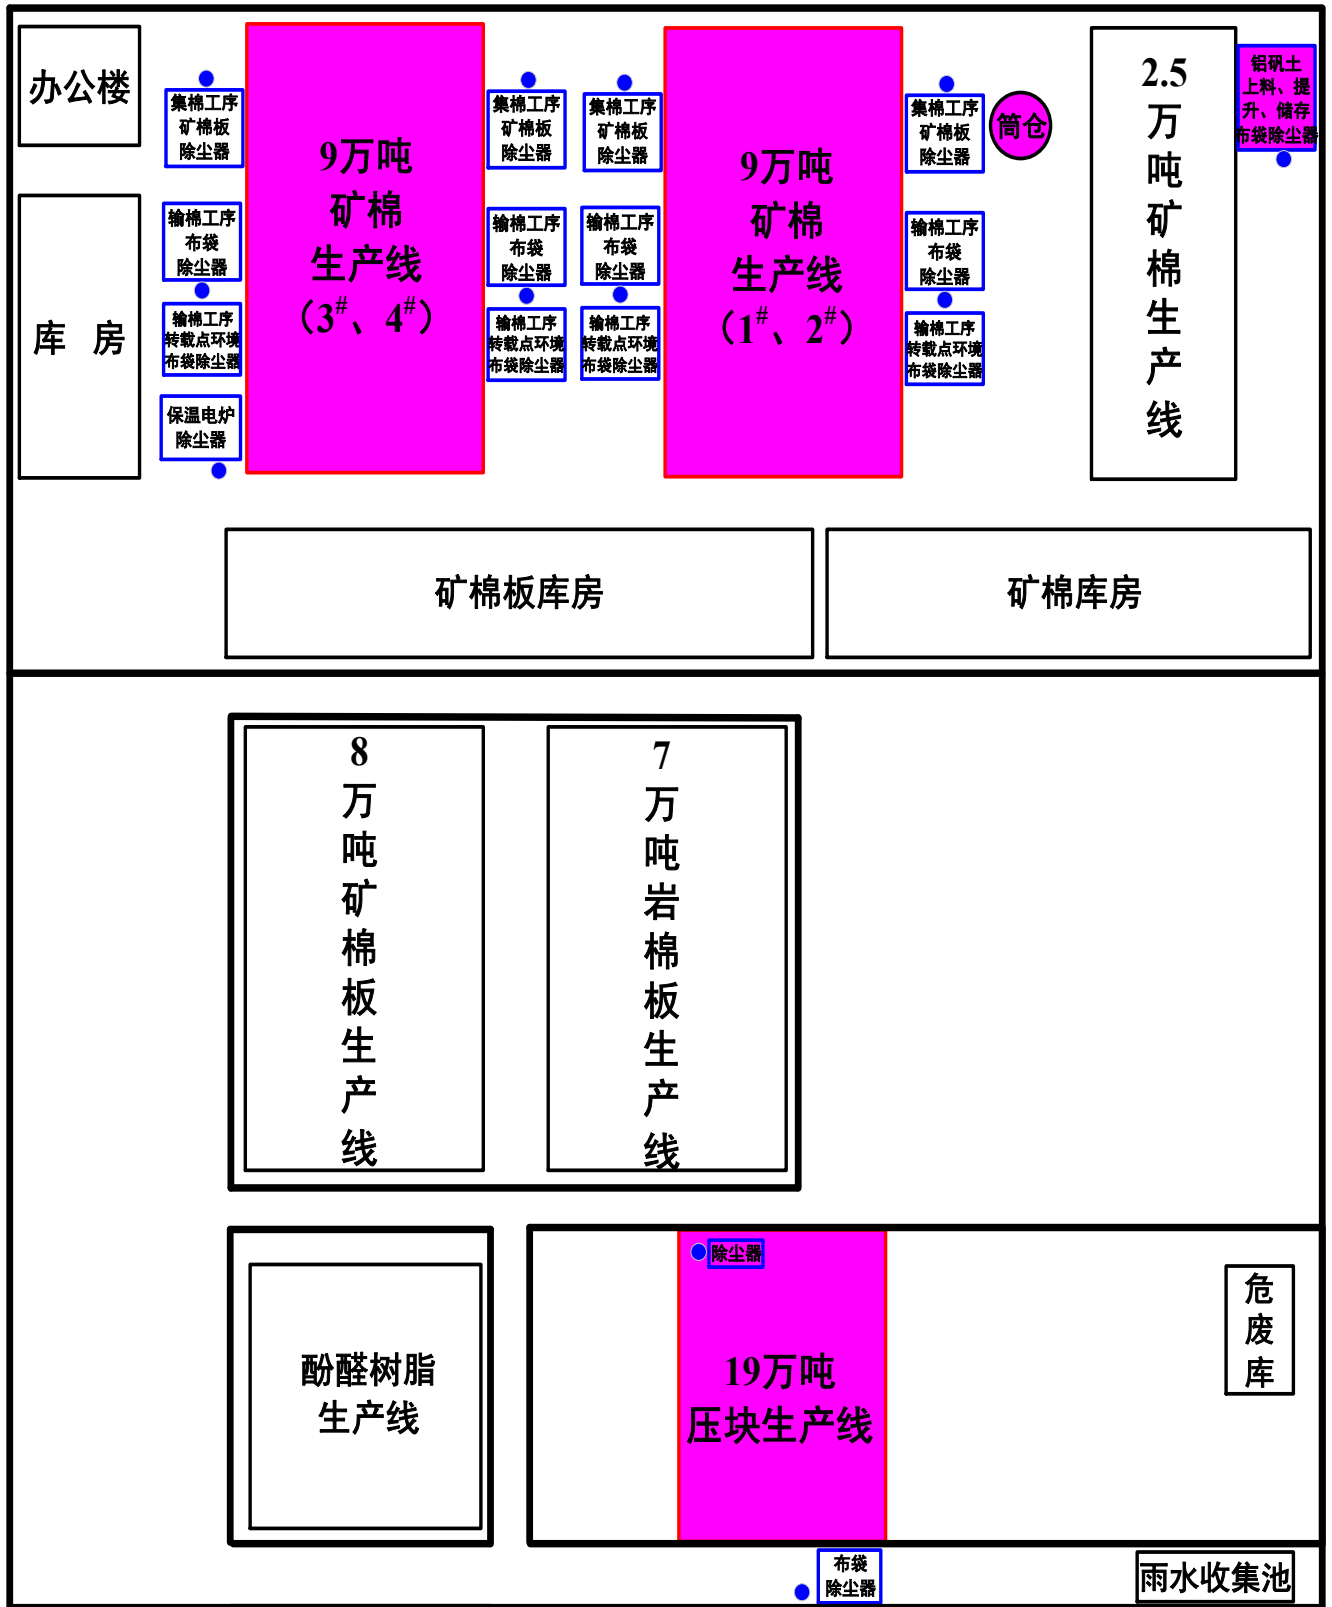 办公楼
库 房
集棉工序
矿棉板
除尘器
输棉工序
布袋
除尘器
输棉工序
转载点环境
布袋除尘器
保温电炉
除尘器
9万吨
矿棉
生产线
（3#、4#）
集棉工序
矿棉板
除尘器
输棉工序
布袋
除尘器
输棉工序
转载点环境
布袋除尘器
集棉工序
矿棉板
除尘器
输棉工序
布袋
除尘器
输棉工序
转载点环境
布袋除尘器
9万吨
矿棉
生产线
（1#、2#）
集棉工序
矿棉板
除尘器
输棉工序
布袋
除尘器
输棉工序
转载点环境
布袋除尘器
筒仓
2.5
万
吨
矿
棉
生
产
线
铝矾土
上料、提
升、储存
布袋除尘器
矿棉板库房
矿棉库房
8
万
吨
矿
棉
板
生
产
线
7
万
吨
岩
棉
板
生
产
线
酚醛树脂
生产线
除尘器
19万吨
压块生产线
危
废
库
布袋
除尘器
雨水收集池